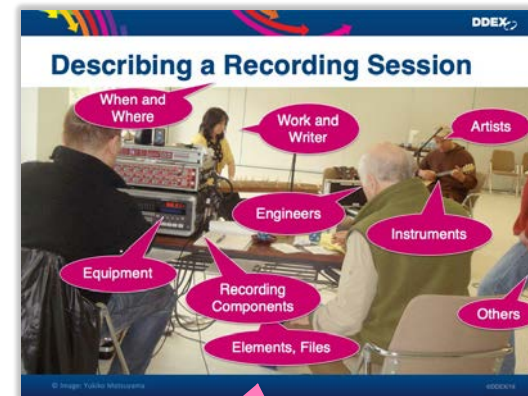 DDEX
Describing a Recording Session
When and
Where
Work and
Writer
Artists
Engineers
Instruments
Equipment
Recording
Components
Others
Elements, Files
© Image: Yukiko Matsuyama